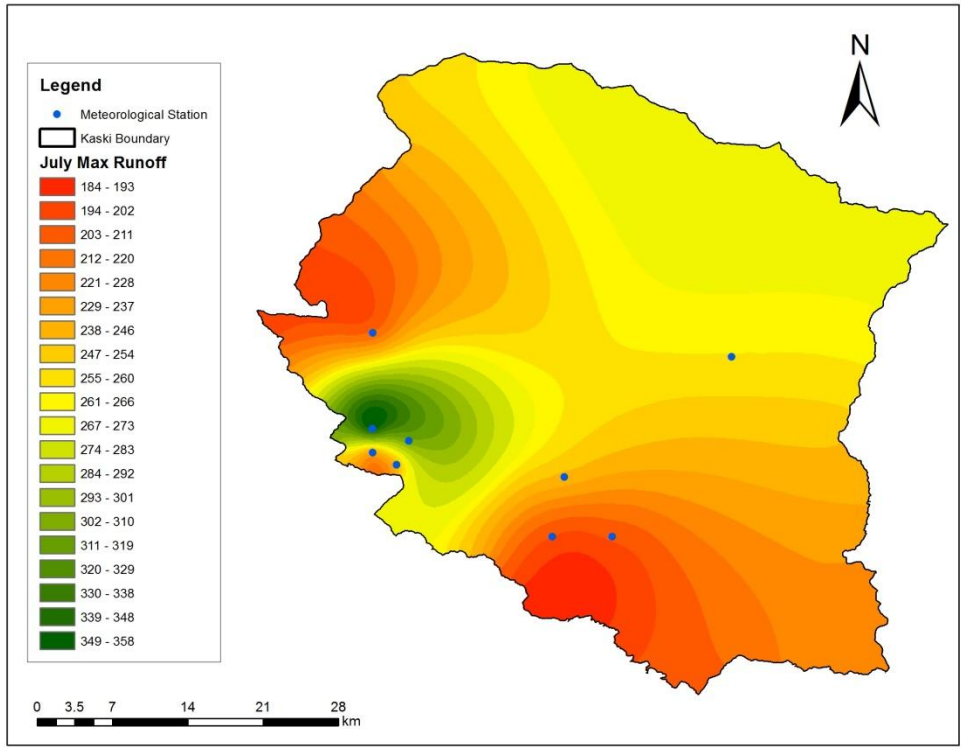 N
Legend
Meteorological Station
Kaski Boundary
July Max Runoff
184 - 193
194 - 202
203 - 211
212 - 220
221 - 228
229 - 237
238 - 246
247 - 254
255 - 260
261 - 266
267 - 273
274 - 283
284 - 292
293 - 301
302 - 310
311 - 319
320 - 329
330 - 338
339 - 348
349 - 358
0 3.5 7 14 21 28
km